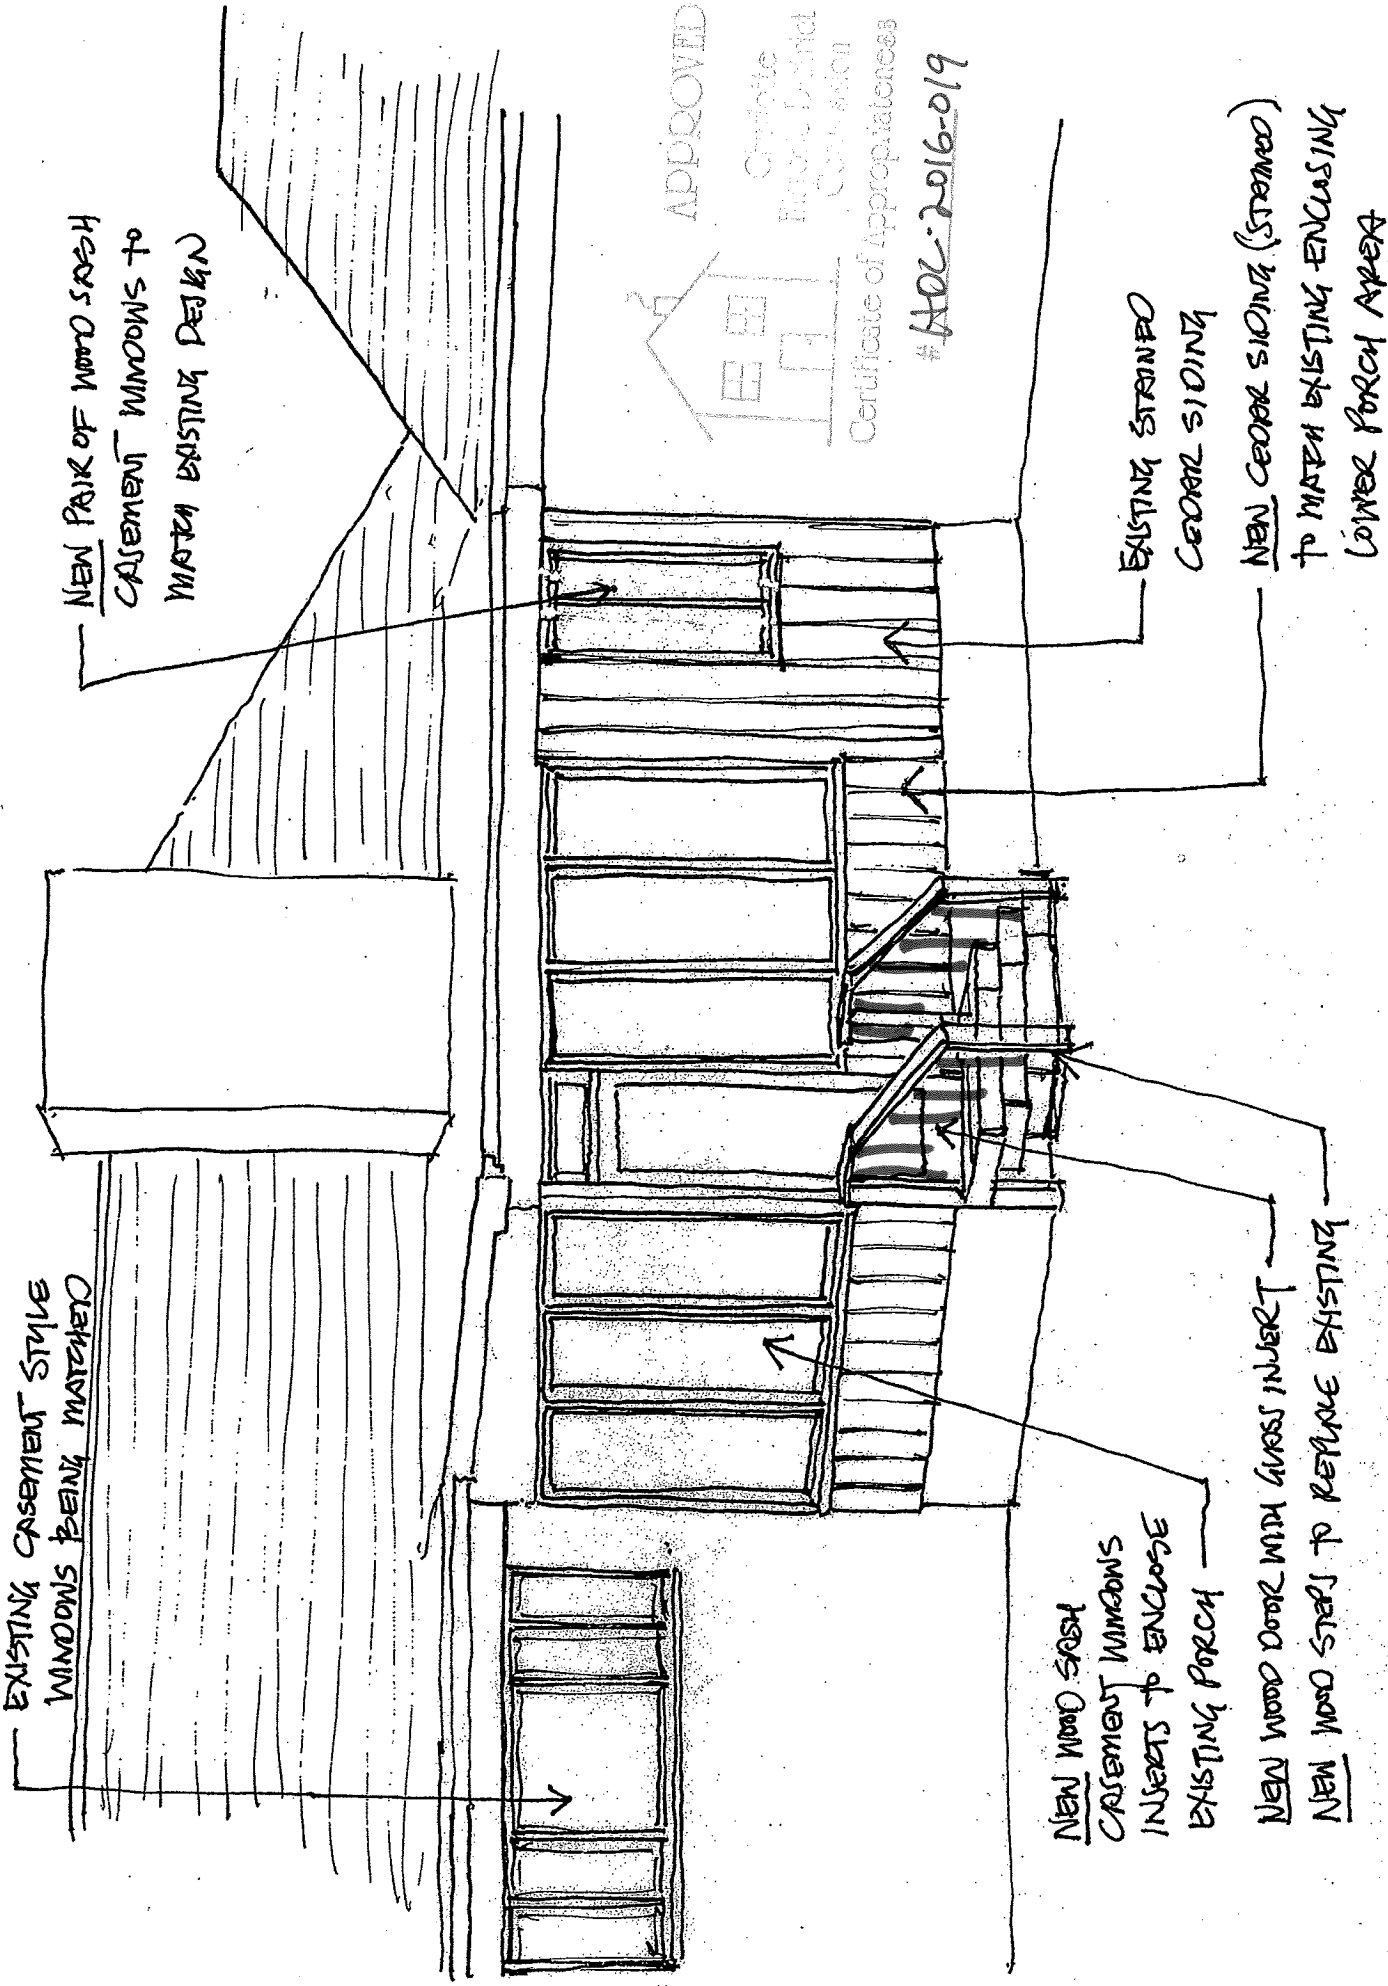 EXISTING CASEMENT STYLE
WINDOWS BEING MATCHED
NEW PAIR OF WOOD SASH
CASEMENT WINDOWS TO
MATCH EXISTING DESIGN
APPROVED
Charlotte
Historic District
Commission
Certificate of Appropriateness
#HDC.2016-019
NEW WOOD SASH
CASEMENT WINDOWS
INSERTS TO ENCLOSE
EXISTING PORCH
NEW WOOD DOOR WITH GLASS INSERT
NEW WOOD STEPS TO REPLACE EXISTING
EXISTING STAINED
CEDAR SIDING
NEW CEDAR SIDING (STAINED)
TO MATCH EXISTING ENCLOSING
LOWER PORCH AREA